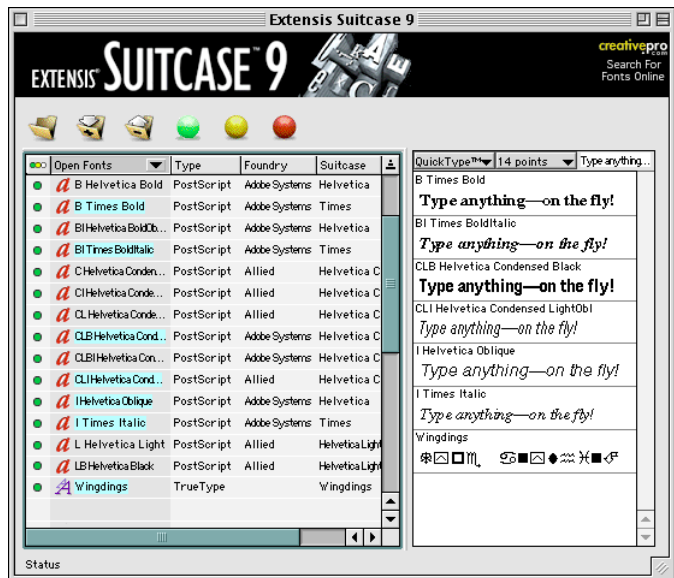 Extensis Suitcase 9
EXTENSIS® SUITCASE™ 9
creativepro
.com
Search For
Fonts Online
Open Fonts Type Foundry Suitcase
B Helvetica Bold PostScript Adobe Systems Helvetica
B Times Bold PostScript Adobe Systems Times
BI Helvetica BoldOb... PostScript Adobe Systems Helvetica
BI Times BoldItalic PostScript Adobe Systems Times
C Helvetica Conden... PostScript Allied Helvetica C
CI Helvetica Conde... PostScript Allied Helvetica C
CL Helvetica Conde... PostScript Allied Helvetica C
CLB Helvetica Cond... PostScript Adobe Systems Helvetica C
CLBI Helvetica Con... PostScript Adobe Systems Helvetica C
CLI Helvetica Cond... PostScript Allied Helvetica C
I Helvetica Oblique PostScript Adobe Systems Helvetica
I Times Italic PostScript Adobe Systems Times
L Helvetica Light PostScript Allied Helvetica Light
LB Helvetica Black PostScript Allied Helvetica Light
Wingdings TrueType Wingdings
QuickType™ 14 points Type anything...
B Times Bold
Type anything—on the fly!
BI Times BoldItalic
Type anything—on the fly!
CLB Helvetica Condensed Black
Type anything—on the fly!
CLI Helvetica Condensed LightObl
Type anything—on the fly!
I Helvetica Oblique
Type anything—on the fly!
I Times Italic
Type anything—on the fly!
Wingdings
Status